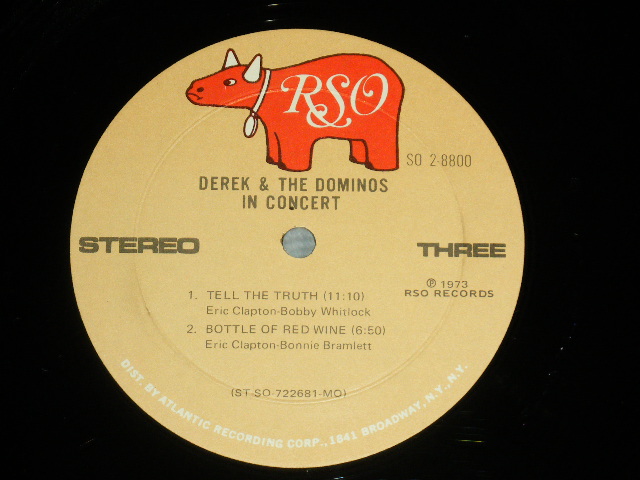 RSO
SO 2-8800
DEREK & THE DOMINOS
IN CONCERT
STEREO
THREE
℗ 1973
RSO RECORDS
1. TELL THE TRUTH (11:10)
Eric Clapton-Bobby Whitlock
2. BOTTLE OF RED WINE (6:50)
Eric Clapton-Bonnie Bramlett
(ST-SO-722681-MO)
DIST. BY ATLANTIC RECORDING CORP., 1841 BROADWAY, N.Y., N.Y.